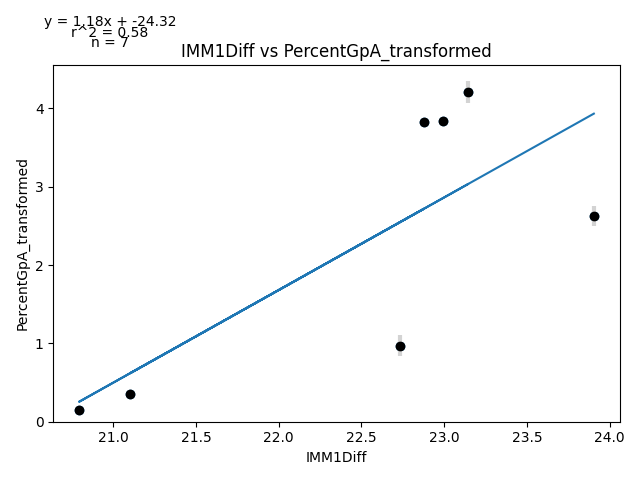 y = 1.18x + -24.32
r^2 = 0.58
n = 7
IMM1Diff vs PercentGpA_transformed
PercentGpA_transformed
4
3
2
1
0
21.0 21.5 22.0 22.5 23.0 23.5 24.0
IMM1Diff